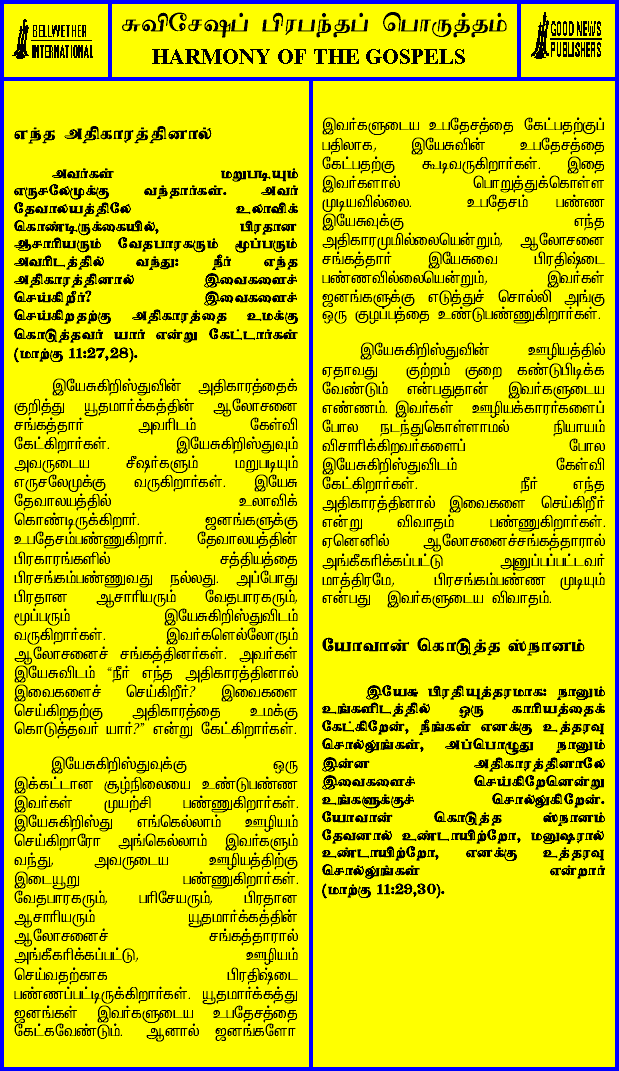 BELLWETHER
INTERNATIONAL
சுவிசேஷப் பிரபந்தப் பொருத்தம்
HARMONY OF THE GOSPELS
GOOD NEWS
PUBLISHERS
எந்த அதிகாரத்தினால்
அவர்கள் மறுபடியும்
எருசலேமுக்கு வந்தார்கள். அவர்
தேவாலயத்திலே உலாவிக்
கொண்டிருக்கையில், பிரதான
ஆசாரியரும் வேதபாரகரும் மூப்பரும்
அவரிடத்தில் வந்து: நீர் எந்த
அதிகாரத்தினால் இவைகளைச்
செய்கிறீர்? இவைகளைச்
செய்கிறதற்கு அதிகாரத்தை உமக்கு
கொடுத்தவர் யார் என்று கேட்டார்கள்
(மாற்கு 11:27,28).
இயேசுகிறிஸ்துவின் அதிகாரத்தைக்
குறித்து யூதமார்க்கத்தின் ஆலோசனை
சங்கத்தார் அவரிடம் கேள்வி
கேட்கிறார்கள். இயேசுகிறிஸ்துவும்
அவருடைய சீஷர்களும் மறுபடியும்
எருசலேமுக்கு வருகிறார்கள். இயேசு
தேவாலயத்தில் உலாவிக்
கொண்டிருக்கிறார். ஜனங்களுக்கு
உபதேசம்பண்ணுகிறார். தேவாலயத்தின்
பிரகாரங்களில் சத்தியத்தை
பிரசங்கம்பண்ணுவது நல்லது. அப்போது
பிரதான ஆசாரியரும் வேதபாரகரும்,
மூப்பரும் இயேசுகிறிஸ்துவிடம்
வருகிறார்கள். இவர்களெல்லோரும்
ஆலோசனைச் சங்கத்தினர்கள். அவர்கள்
இயேசுவிடம் "நீர் எந்த அதிகாரத்தினால்
இவைகளைச் செய்கிறீர்? இவைகளை
செய்கிறதற்கு அதிகாரத்தை உமக்கு
கொடுத்தவர் யார்?" என்று கேட்கிறார்கள்.
இயேசுகிறிஸ்துவுக்கு ஒரு
இக்கட்டான சூழ்நிலையை உண்டுபண்ண
இவர்கள் முயற்சி பண்ணுகிறார்கள்.
இயேசுகிறிஸ்து எங்கெல்லாம் ஊழியம்
செய்கிறாரோ அங்கெல்லாம் இவர்களும்
வந்து, அவருடைய ஊழியத்திற்கு
இடையூறு பண்ணுகிறார்கள்.
வேதபாரகரும், பரிசேயரும், பிரதான
ஆசாரியரும் யூதமார்க்கத்தின்
ஆலோசனைச் சங்கத்தாரால்
அங்கீகரிக்கப்பட்டு, ஊழியம்
செய்வதற்காக பிரதிஷ்டை
பண்ணப்பட்டிருக்கிறார்கள். யூதமார்க்கத்து
ஜனங்கள் இவர்களுடைய உபதேசத்தை
கேட்கவேண்டும். ஆனால் ஜனங்களோ
இவர்களுடைய உபதேசத்தை கேட்பதற்குப்
பதிலாக, இயேசுவின் உபதேசத்தை
கேட்பதற்கு கூடிவருகிறார்கள். இதை
இவர்களால் பொறுத்துக்கொள்ள
முடியவில்லை. உபதேசம் பண்ண
இயேசுவுக்கு எந்த
அதிகாரமுமில்லையென்றும், ஆலோசனை
சங்கத்தார் இயேசுவை பிரதிஷ்டை
பண்ணவில்லையென்றும், இவர்கள்
ஜனங்களுக்கு எடுத்துச் சொல்லி அங்கு
ஒரு குழப்பத்தை உண்டுபண்ணுகிறார்கள்.
இயேசுகிறிஸ்துவின் ஊழியத்தில்
ஏதாவது குற்றம் குறை கண்டுபிடிக்க
வேண்டும் என்பதுதான் இவர்களுடைய
எண்ணம். இவர்கள் ஊழியக்காரர்களைப்
போல நடந்துகொள்ளாமல் நியாயம்
விசாரிக்கிறவர்களைப் போல
இயேசுகிறிஸ்துவிடம் கேள்வி
கேட்கிறார்கள். நீர் எந்த
அதிகாரத்தினால் இவைகளை செய்கிறீர்
என்று விவாதம் பண்ணுகிறார்கள்.
ஏனெனில் ஆலோசனைச்சங்கத்தாரால்
அங்கீகரிக்கப்பட்டு அனுப்பப்பட்டவர்
மாத்திரமே, பிரசங்கம்பண்ண முடியும்
என்பது இவர்களுடைய விவாதம்.
யோவான் கொடுத்த ஸ்நானம்
இயேசு பிரதியுத்தரமாக: நானும்
உங்களிடத்தில் ஒரு காரியத்தைக்
கேட்கிறேன், நீங்கள் எனக்கு உத்தரவு
சொல்லுங்கள், அப்பொழுது நானும்
இன்ன அதிகாரத்தினாலே
இவைகளைச் செய்கிறேனென்று
உங்களுக்குச் சொல்லுகிறேன்.
யோவான் கொடுத்த ஸ்நானம்
தேவனால் உண்டாயிற்றோ, மனுஷரால்
உண்டாயிற்றோ, எனக்கு உத்தரவு
சொல்லுங்கள் என்றார்
(மாற்கு 11:29,30).